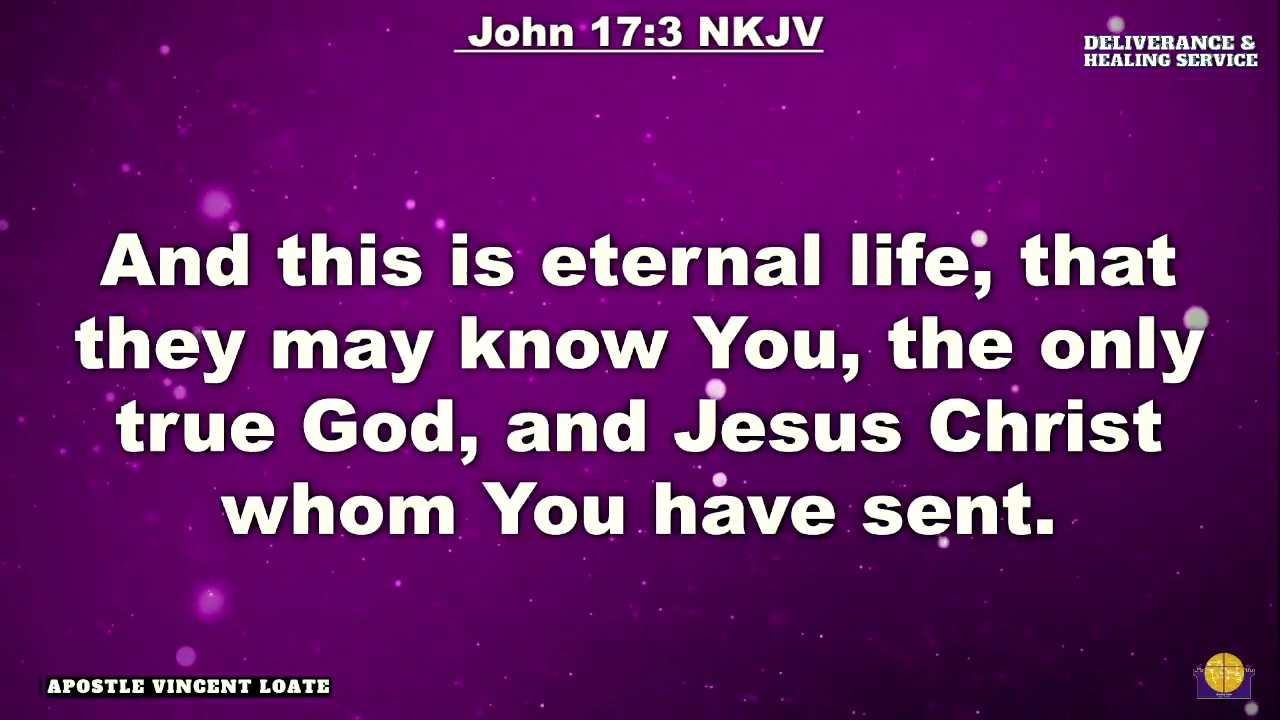 John 17:3 NKJV
DELIVERANCE &
HEALING SERVICE
And this is eternal life, that
they may know You, the only
true God, and Jesus Christ
whom You have sent.
APOSTLE VINCENT LOATE